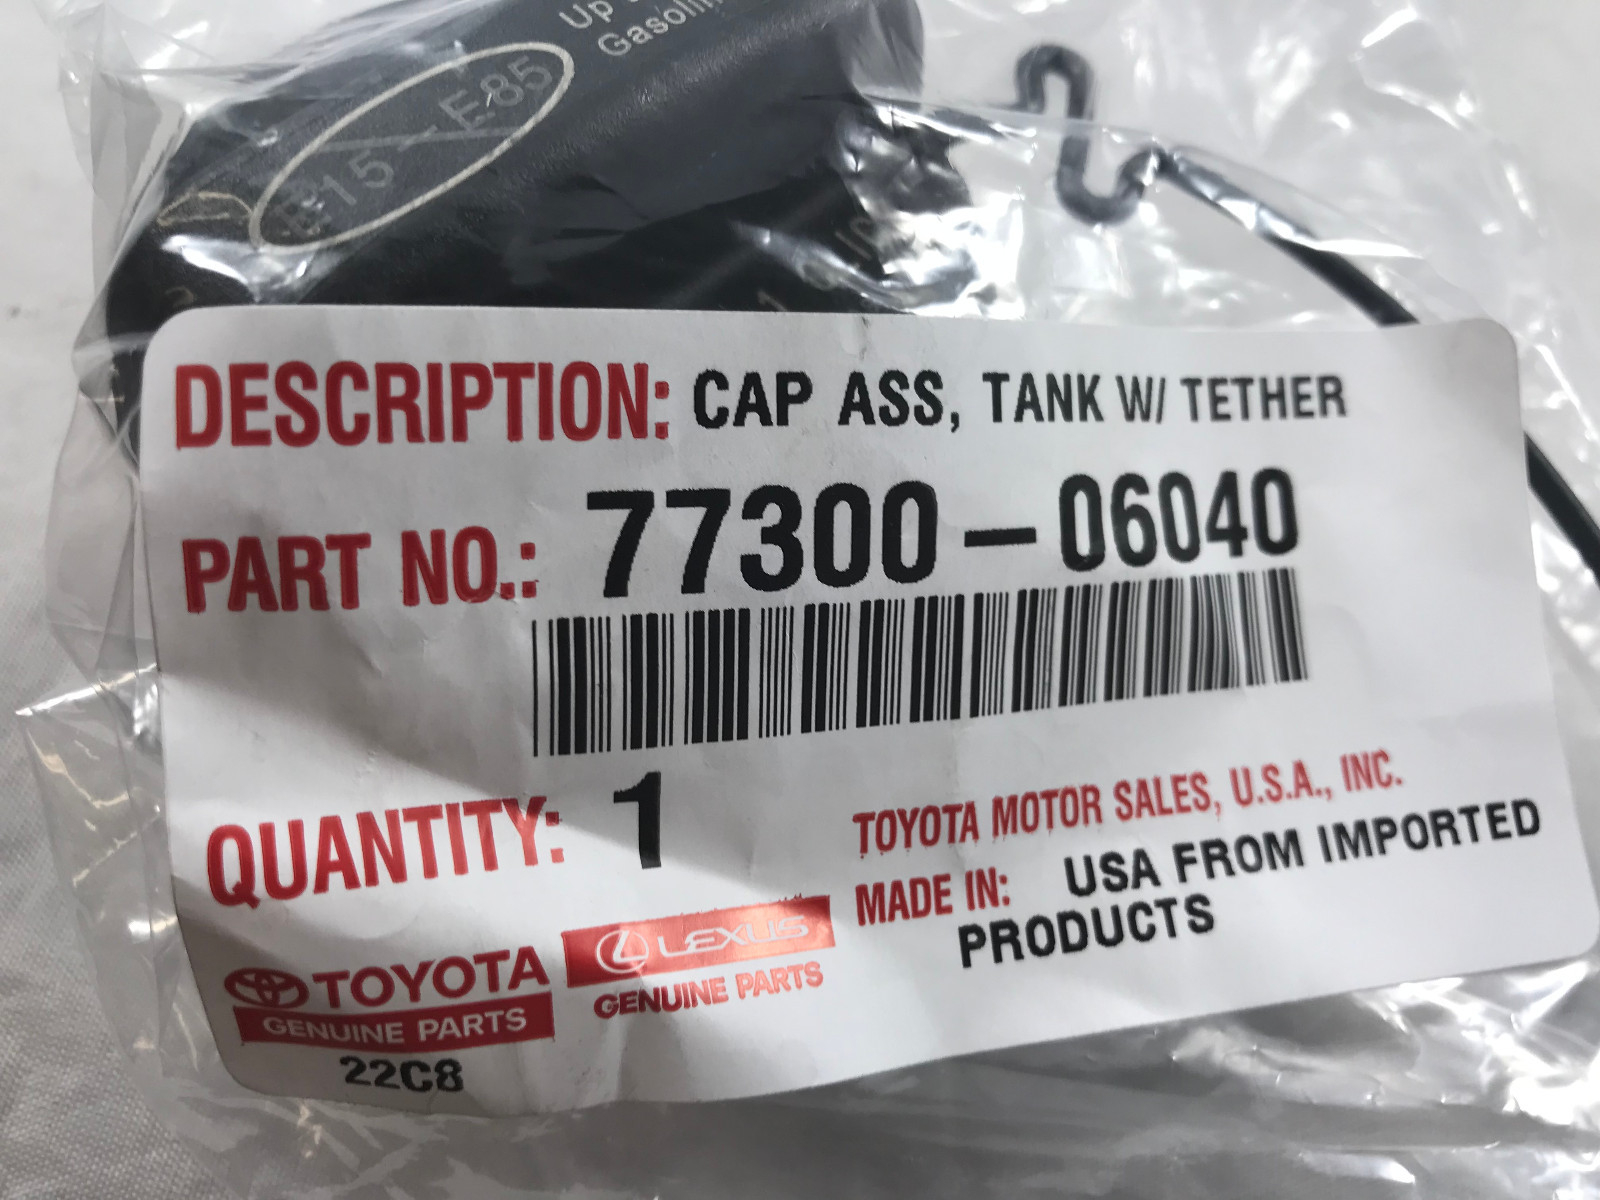 Up
Gasolin
E15 – E85
DESCRIPTION: CAP ASS, TANK W/ TETHER
PART NO.: 77300-06040
QUANTITY: 1
TOYOTA MOTOR SALES, U.S.A., INC.
MADE IN: USA FROM IMPORTED
PRODUCTS
TOYOTA
GENUINE PARTS
LEXUS
GENUINE PARTS
22C8